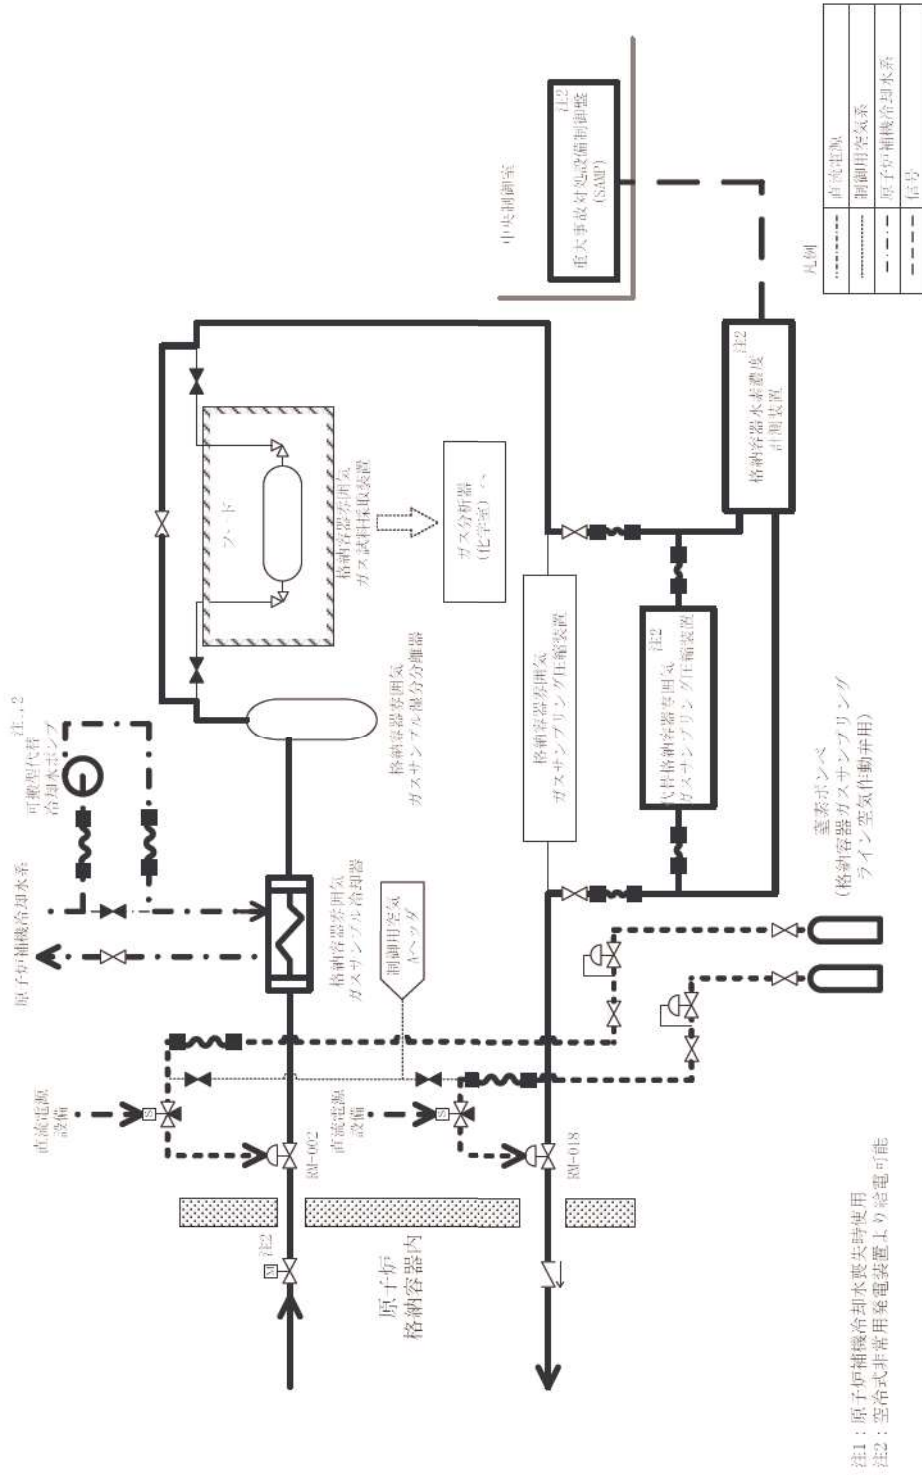 原子炉補機冷却水系
可搬型代替
冷却水ポンプ
直流電源
設備
RM-002
格納容器雰囲気
ガスサンプル冷却器
格納容器雰囲気
ガスサンプル湿分分離器
フード
格納容器雰囲気
ガス試料採取装置
ガス分析器
(化学室)へ
制御用空気
Aヘッダ
直流電源
設備
RM-018
注2
原子炉
格納容器内
格納容器雰囲気
ガスサンプリング圧縮装置
注2
代替格納容器雰囲気
ガスサンプリング圧縮装置
注2
格納容器水素濃度
計測装置
中央制御室
注2
重大事故対処設備制御盤
(SAMP)
窒素ボンベ
(格納容器ガスサンプリング
ライン空気作動弁用)
凡例
直流電源
制御用空気系
原子炉補機冷却水系
信号
S
S
M
注1:原子炉補機冷却水喪失時使用
注2:空冷式非常用発電装置より給電可能